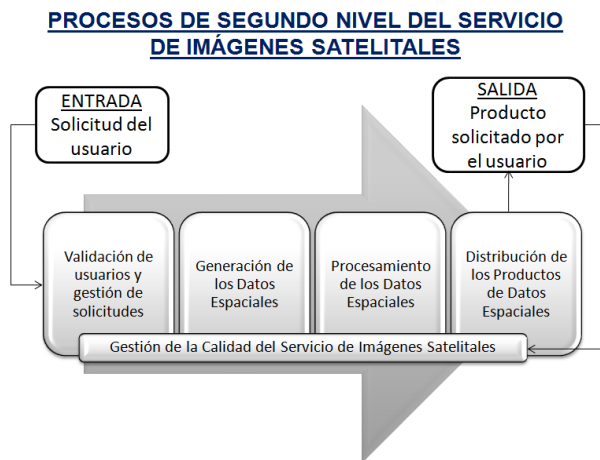 PROCESOS DE SEGUNDO NIVEL DEL SERVICIO
DE IMÁGENES SATELITALES
ENTRADA
Solicitud del
usuario
SALIDA
Producto
solicitado por
el usuario
Validación de
usuarios y
gestión de
solicitudes
Generación de
los Datos
Espaciales
Procesamiento
de los Datos
Espaciales
Distribución de
los Productos
de Datos
Espaciales
Gestión de la Calidad del Servicio de Imágenes Satelitales